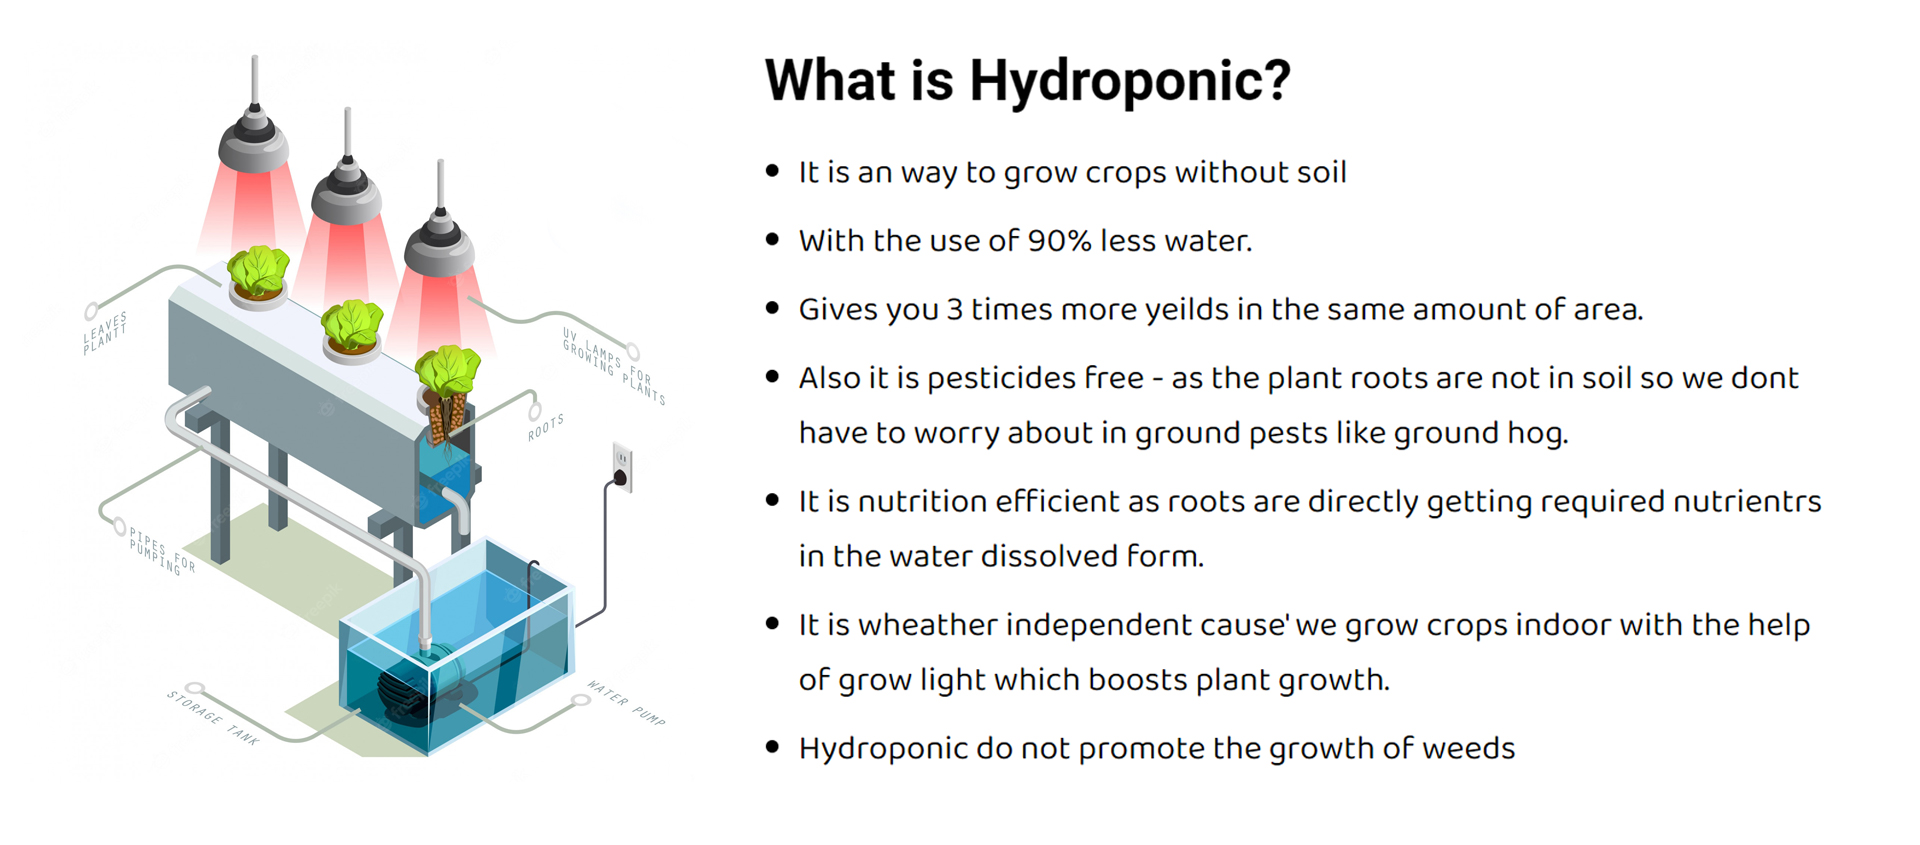 What is Hydroponic?
• It is an way to grow crops without soil
• With the use of 90% less water.
• Gives you 3 times more yeilds in the same amount of area.
• Also it is pesticides free - as the plant roots are not in soil so we dont
have to worry about in ground pests like ground hog.
• It is nutrition efficient as roots are directly getting required nutrientrs
in the water dissolved form.
• It is wheather independent cause' we grow crops indoor with the help
of grow light which boosts plant growth.
• Hydroponic do not promote the growth of weeds
LEAVES
PLANTT
UV LAMPS FOR
GROWING PLANTS
ROOTS
PIPES FOR
PUMPING
STORAGE TANK
WATER PUMP